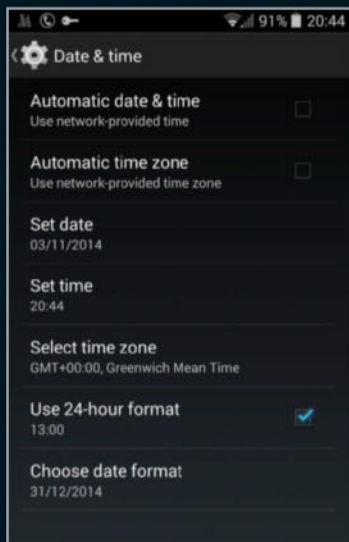 91% 20:44
Date & time
Automatic date & time
Use network-provided time
Automatic time zone
Use network-provided time zone
Set date
03/11/2014
Set time
20:44
Select time zone
GMT+00:00, Greenwich Mean Time
Use 24-hour format
13:00
Choose date format
31/12/2014